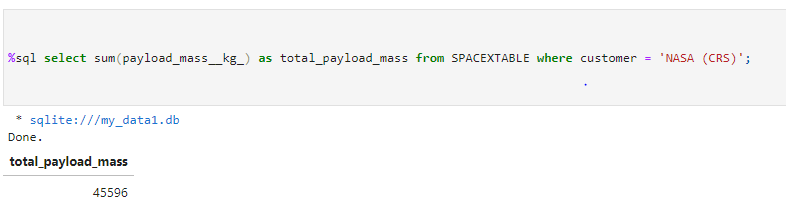 %sql select sum(payload_mass__kg_) as total_payload_mass from SPACEXTABLE where customer = 'NASA (CRS)';
* sqlite:///my_data1.db
Done.
total_payload_mass
45596